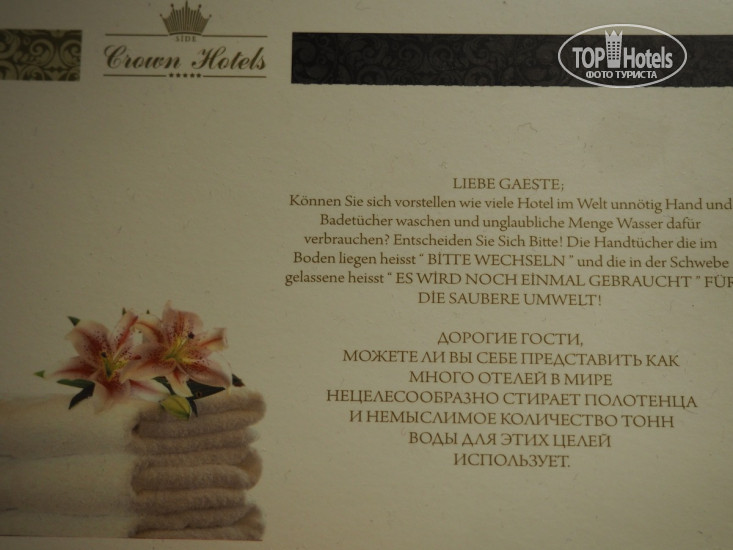 SIDE
Crown Hotels
TOP Hotels
ФОТО ТУРИСТА
LIEBE GAESTE;
Können Sie sich vorstellen wie viele Hotel im Welt unnötig Hand und
Badetücher waschen und unglaubliche Menge Wasser dafür
verbrauchen? Entscheiden Sie Sich Bitte! Die Handtücher die im
Boden liegen heisst “ BİTTE WECHSELN ” und die in der Schwebe
gelassene heisst “ ES WİRD NOCH EİNMAL GEBRAUCHT ” FÜR
DİE SAUBERE UMWELT!
ДОРОГИЕ ГОСТИ,
МОЖЕТЕ ЛИ ВЫ СЕБЕ ПРЕДСТАВИТЬ КАК
МНОГО ОТЕЛЕЙ В МИРЕ
НЕЦЕЛЕСООБРАЗНО СТИРАЕТ ПОЛОТЕНЦА
И НЕМЫСЛИМОЕ КОЛИЧЕСТВО ТОНН
ВОДЫ ДЛЯ ЭТИХ ЦЕЛЕЙ
ИСПОЛЬЗУЕТ.